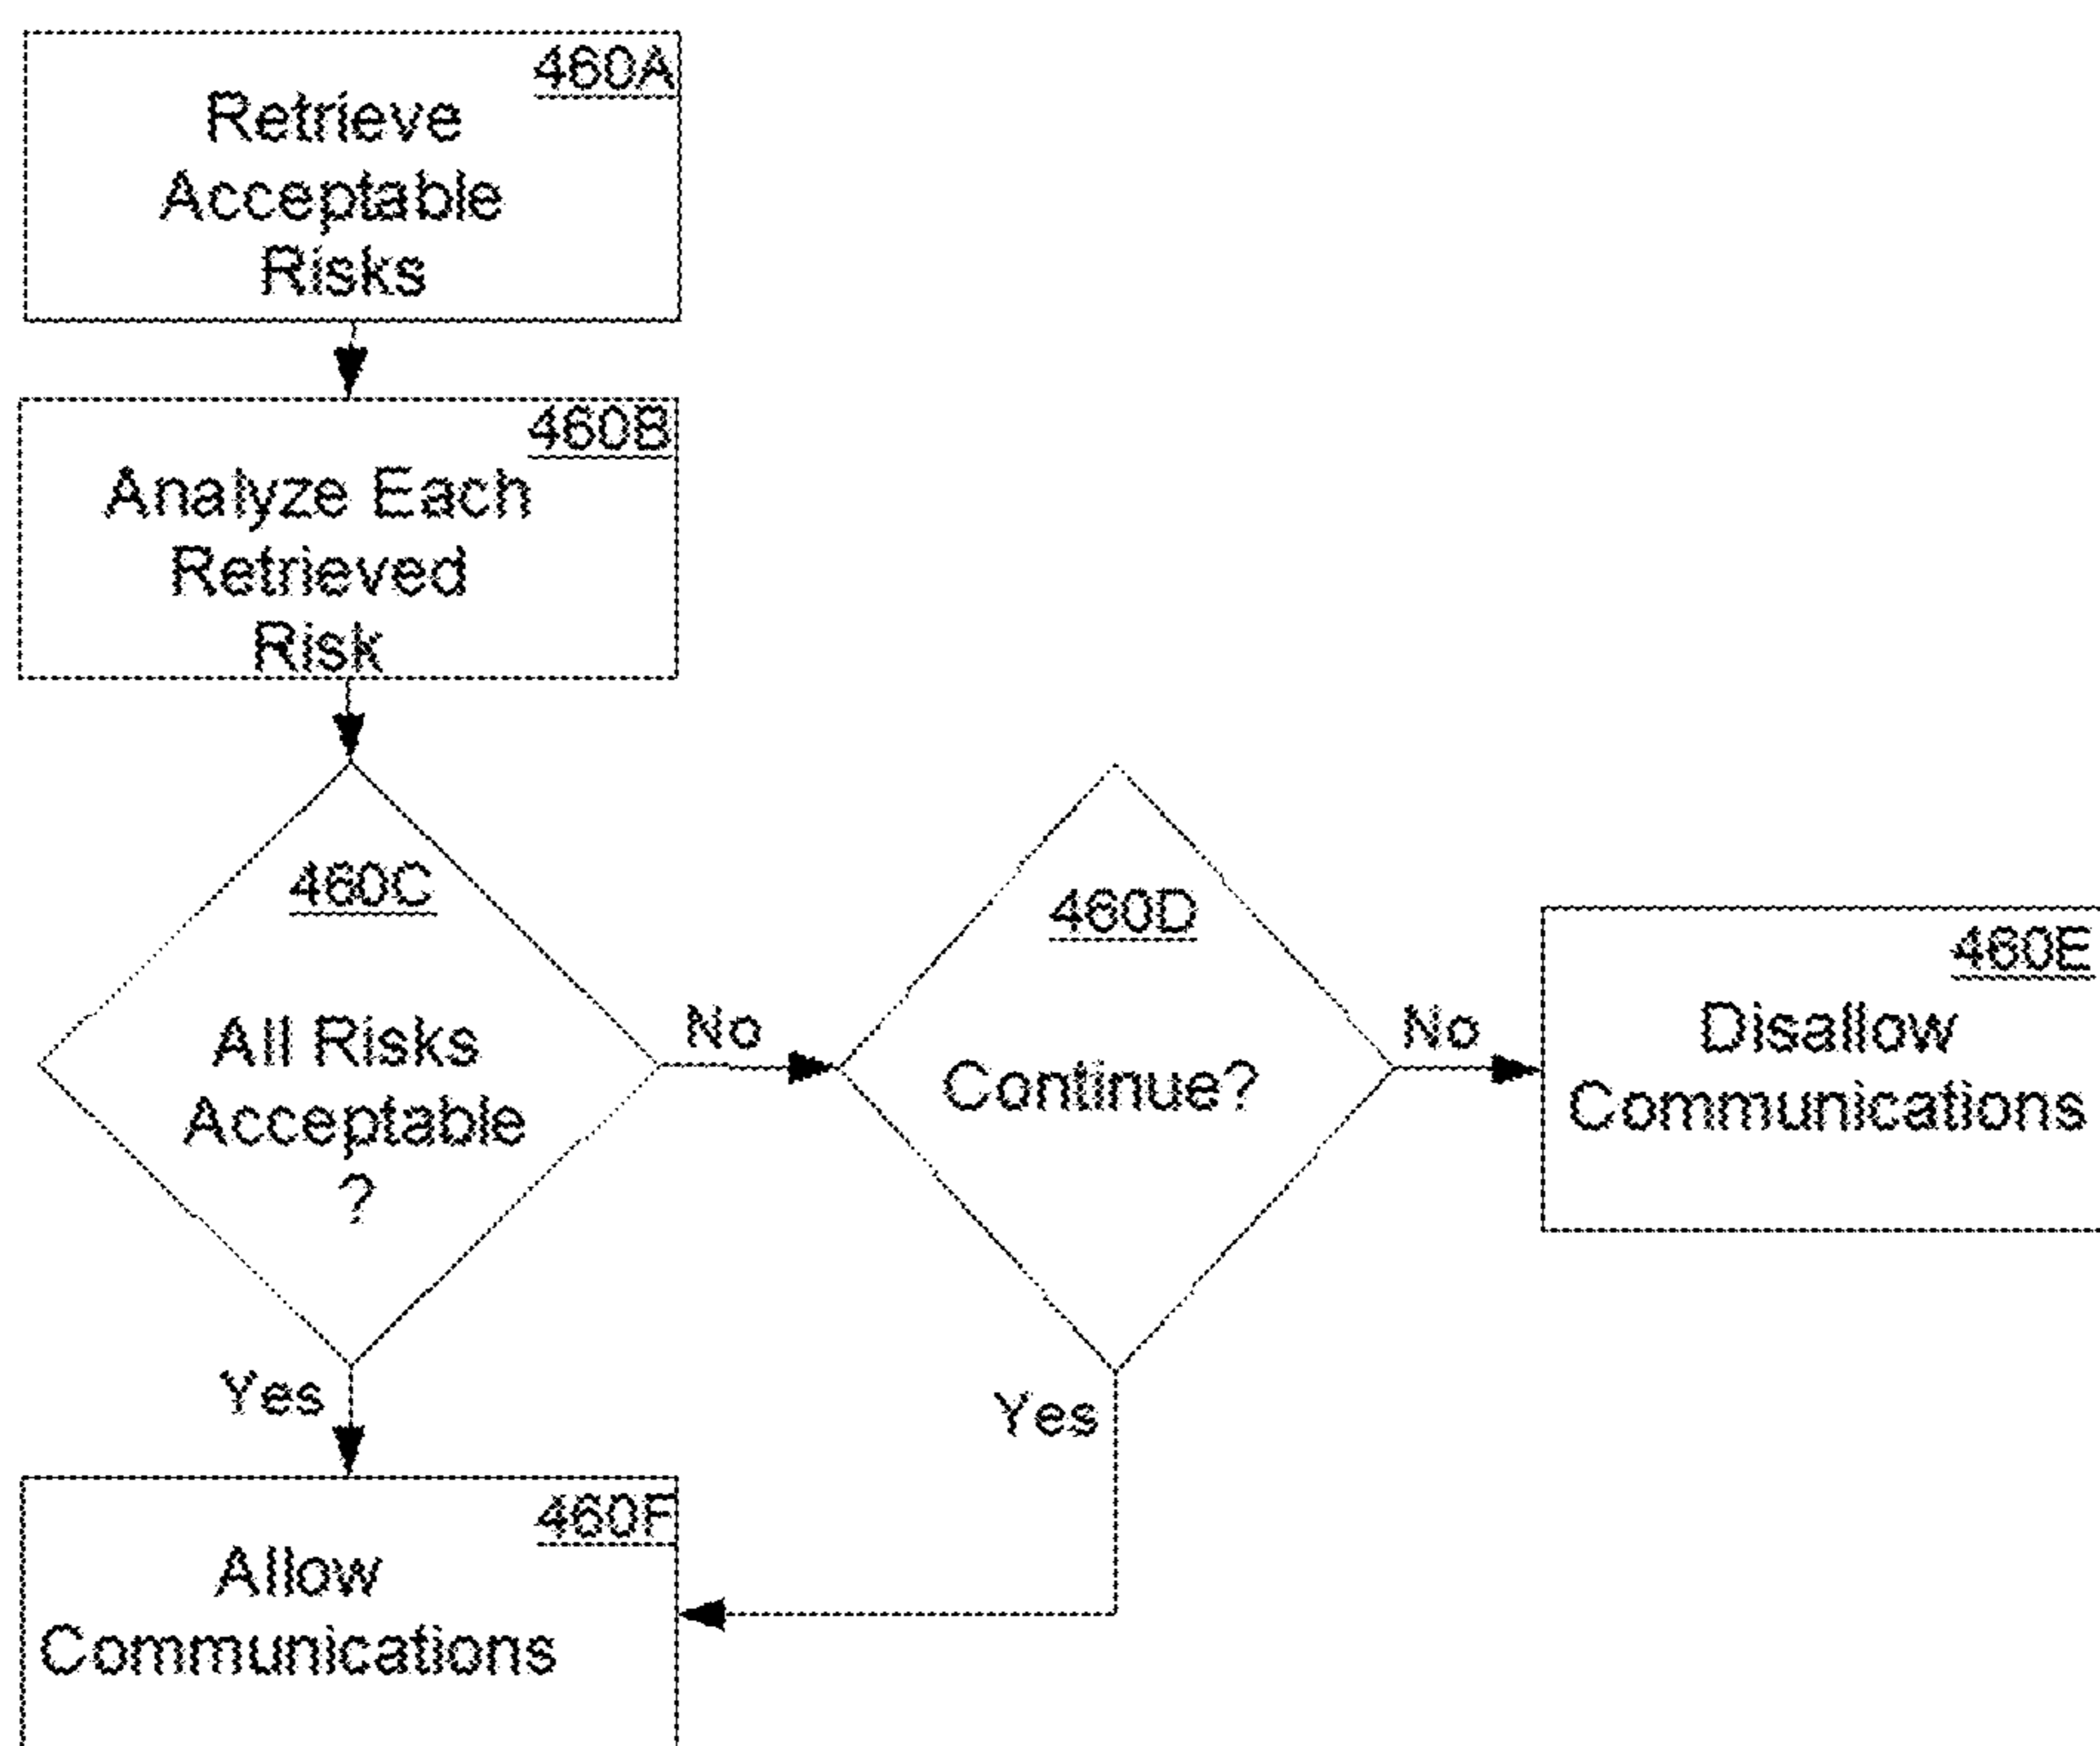 460A
Retrieve
Acceptable
Risks
460B
Analyze Each
Retrieved
Risk
460C
All Risks
Acceptable
?
No
460D
Continue?
No
460E
Disallow
Communications
Yes
Yes
460F
Allow
Communications